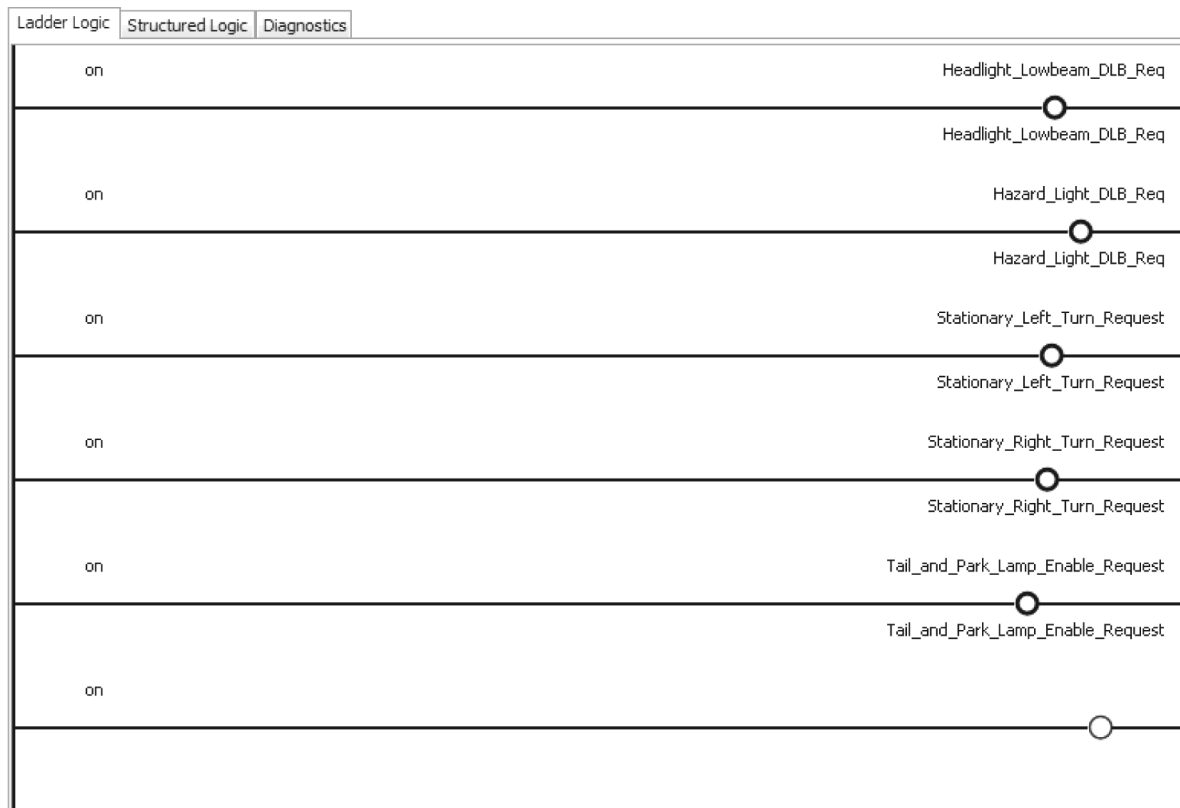 Ladder Logic Structured Logic Diagnostics
on Headlight_Lowbeam_DLB_Req
Headlight_Lowbeam_DLB_Req
on Hazard_Light_DLB_Req
Hazard_Light_DLB_Req
on Stationary_Left_Turn_Request
Stationary_Left_Turn_Request
on Stationary_Right_Turn_Request
Stationary_Right_Turn_Request
on Tail_and_Park_Lamp_Enable_Request
Tail_and_Park_Lamp_Enable_Request
on